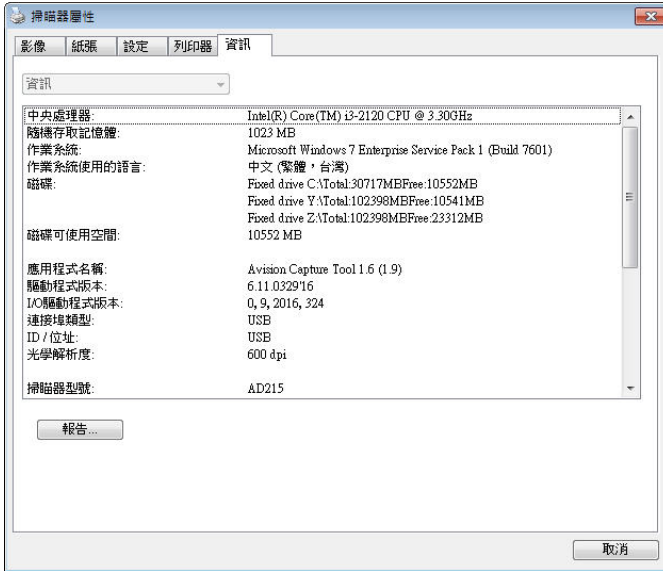 掃瞄器屬性
影像 紙張 設定 列印器 資訊
資訊
中央處理器: Intel(R) Core(TM) i3-2120 CPU @ 3.30GHz
隨機存取記憶體: 1023 MB
作業系統: Microsoft Windows 7 Enterprise Service Pack 1 (Build 7601)
作業系統使用的語言: 中文 (繁體，台灣)
磁碟: Fixed drive C:\Total:30717MBFree:10552MB
Fixed drive Y:\Total:102398MBFree:10541MB
Fixed drive Z:\Total:102398MBFree:23312MB
磁碟可使用空間: 10552 MB
應用程式名稱: Avision Capture Tool 1.6 (1.9)
驅動程式版本: 6.11.0329'16
I/O驅動程式版本: 0, 9, 2016, 324
連接埠類型: USB
ID / 位址: USB
光學解析度: 600 dpi
掃瞄器型號: AD215
報告...
取消